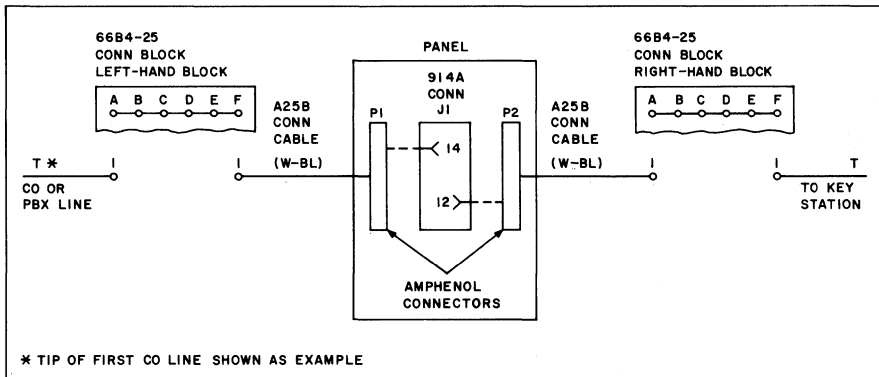 66B4-25
CONN BLOCK
LEFT-HAND BLOCK
A B C D E F
T *
CO OR
PBX LINE
1
1
A25B
CONN
CABLE
(W-BL)
PANEL
914A
CONN
J1
P1
P2
14
12
AMPHENOL
CONNECTORS
A25B
CONN
CABLE
(W-BL)
66B4-25
CONN BLOCK
RIGHT-HAND BLOCK
A B C D E F
1
1
T
TO KEY
STATION
* TIP OF FIRST CO LINE SHOWN AS EXAMPLE